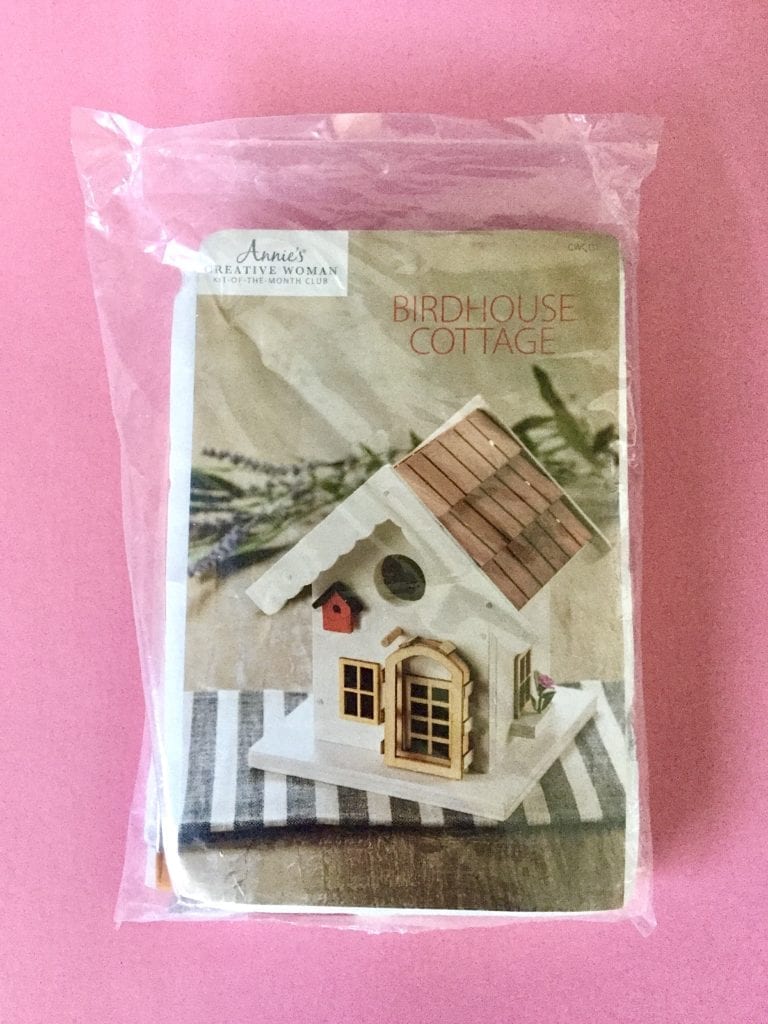 Annie's®
CREATIVE WOMAN
KIT-OF-THE-MONTH CLUB
BIRDHOUSE
COTTAGE